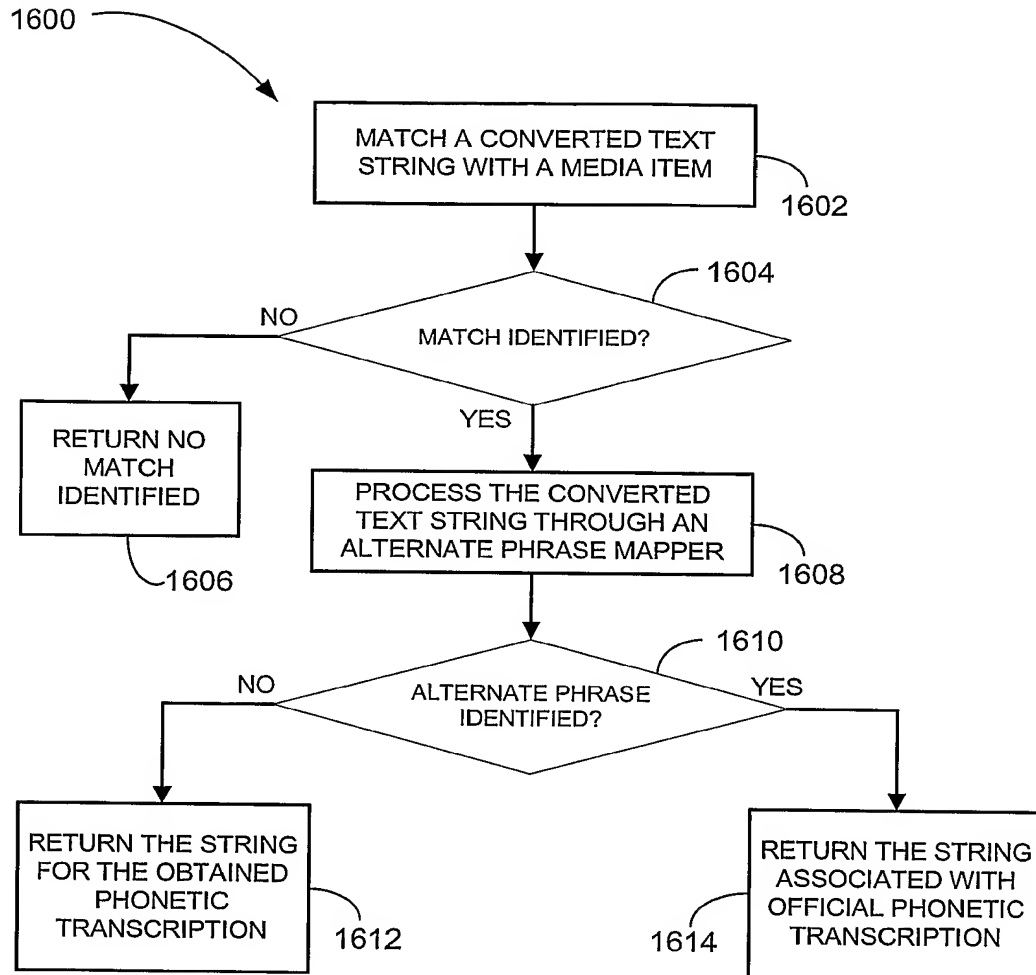 1600
MATCH A CONVERTED TEXT
STRING WITH A MEDIA ITEM
1602
1604
NO
MATCH IDENTIFIED?
YES
RETURN NO
MATCH
IDENTIFIED
1606
PROCESS THE CONVERTED
TEXT STRING THROUGH AN
ALTERNATE PHRASE MAPPER
1608
1610
NO
ALTERNATE PHRASE
IDENTIFIED?
YES
RETURN THE STRING
FOR THE OBTAINED
PHONETIC
TRANSCRIPTION
1612
RETURN THE STRING
ASSOCIATED WITH
OFFICIAL PHONETIC
TRANSCRIPTION
1614